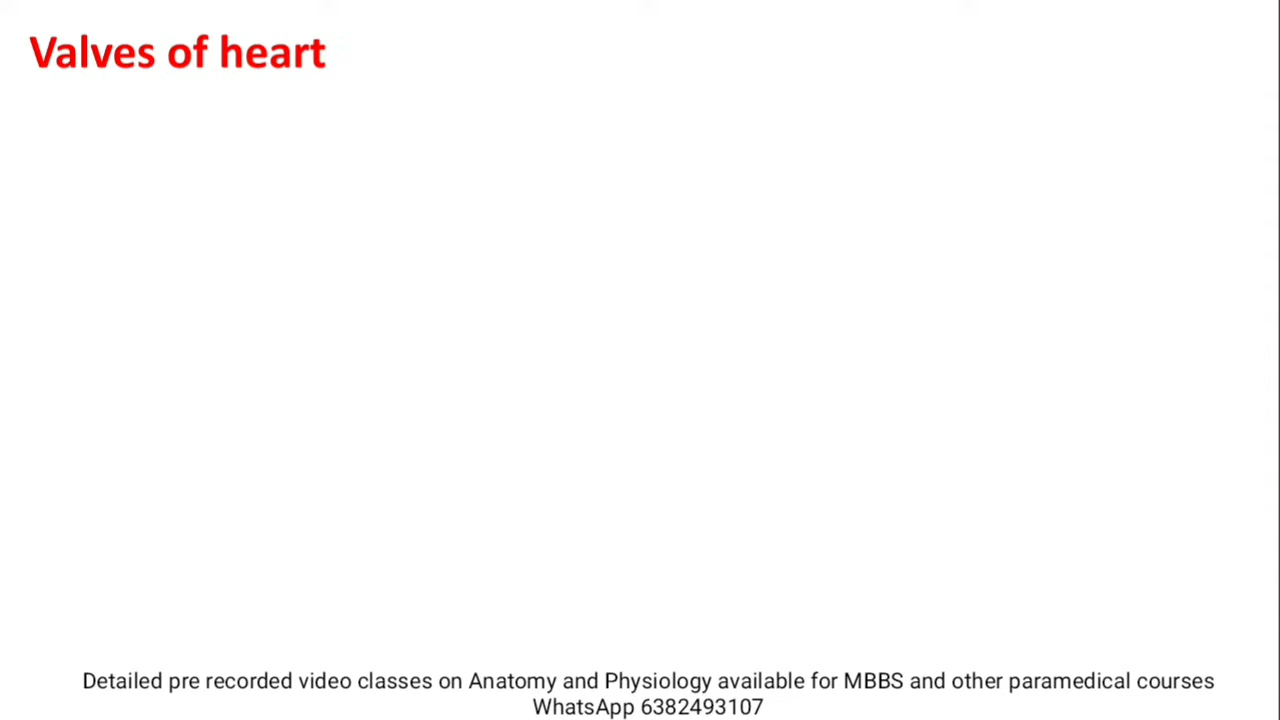 Valves of heart
Detailed pre recorded video classes on Anatomy and Physiology available for MBBS and other paramedical courses
WhatsApp 6382493107